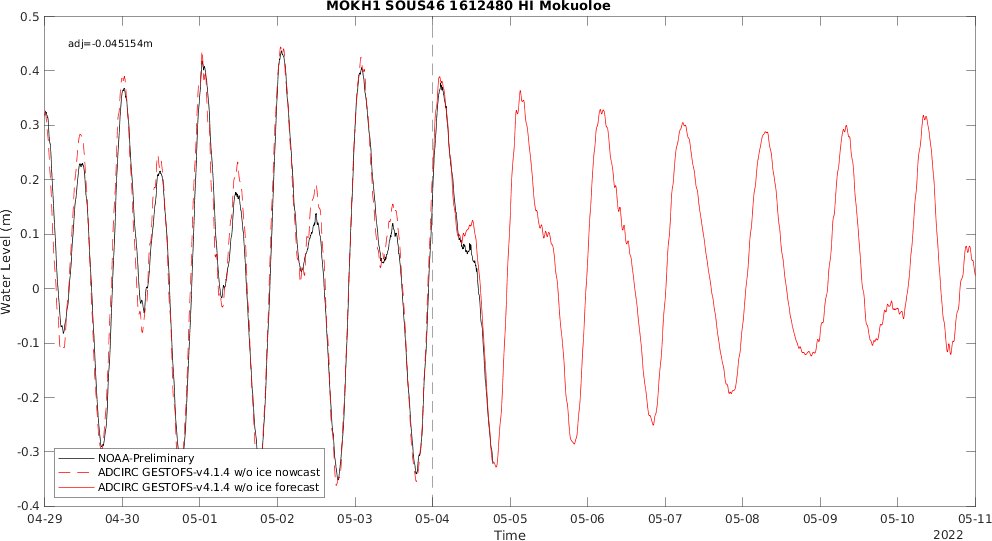 MOKH1 SOUS46 1612480 HI Mokuoloe
adj=-0.045154m
0.5
0.4
0.3
0.2
0.1
0
-0.1
-0.2
-0.3
-0.4
Water Level (m)
NOAA-Preliminary
ADCIRC GESTOFS-v4.1.4 w/o ice nowcast
ADCIRC GESTOFS-v4.1.4 w/o ice forecast
04-29 04-30 05-01 05-02 05-03 05-04 05-05 05-06 05-07 05-08 05-09 05-10 05-11
Time
2022